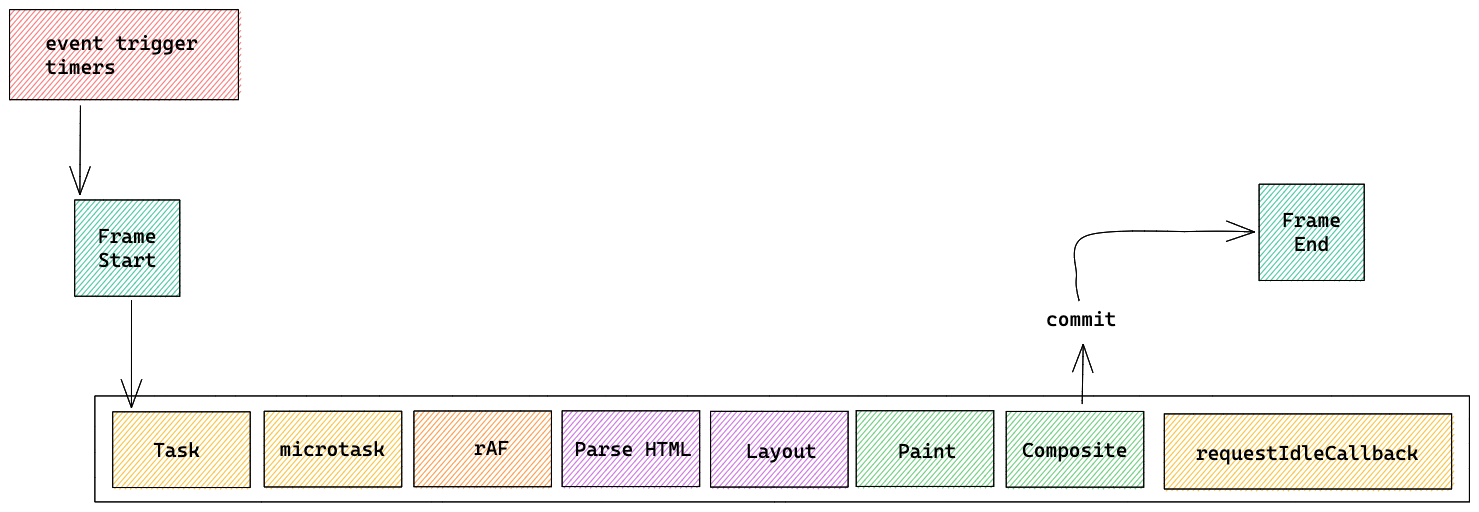 event trigger
timers
Frame
Start
Frame
End
commit
Task
microtask
rAF
Parse HTML
Layout
Paint
Composite
requestIdleCallback